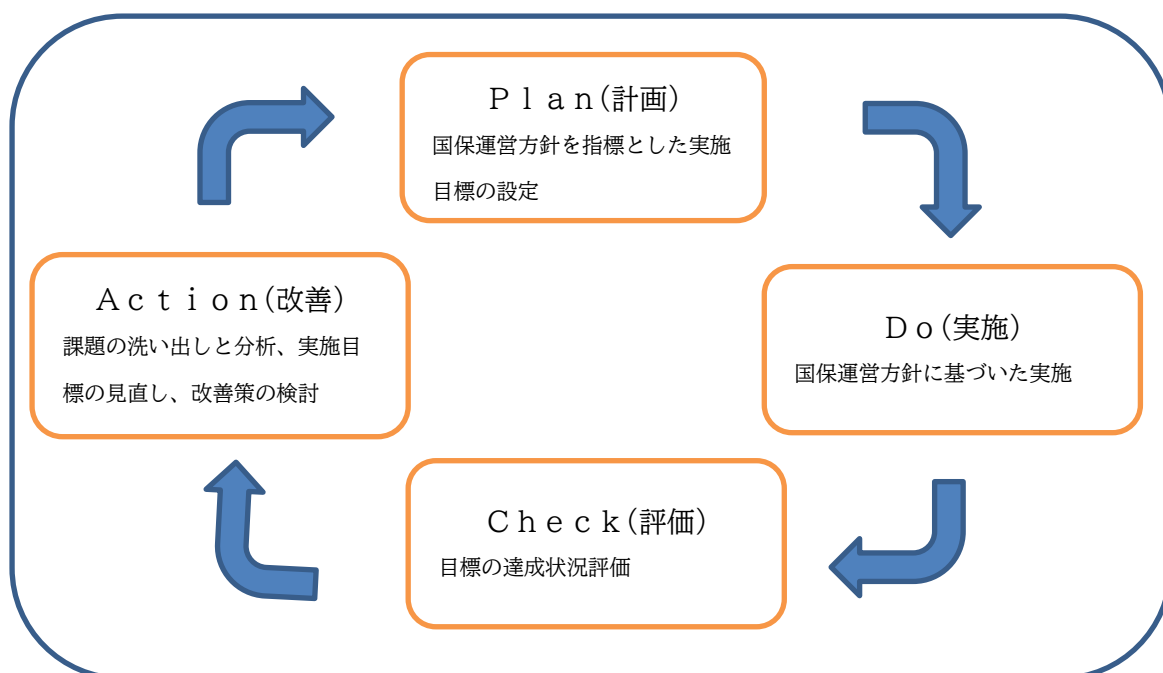 Ｐｌａｎ(計画)
国保運営方針を指標とした実施
目標の設定
Ａｃｔｉｏｎ(改善)
課題の洗い出しと分析、実施目
標の見直し、改善策の検討
Ｄｏ(実施)
国保運営方針に基づいた実施
Ｃｈｅｃｋ(評価)
目標の達成状況評価